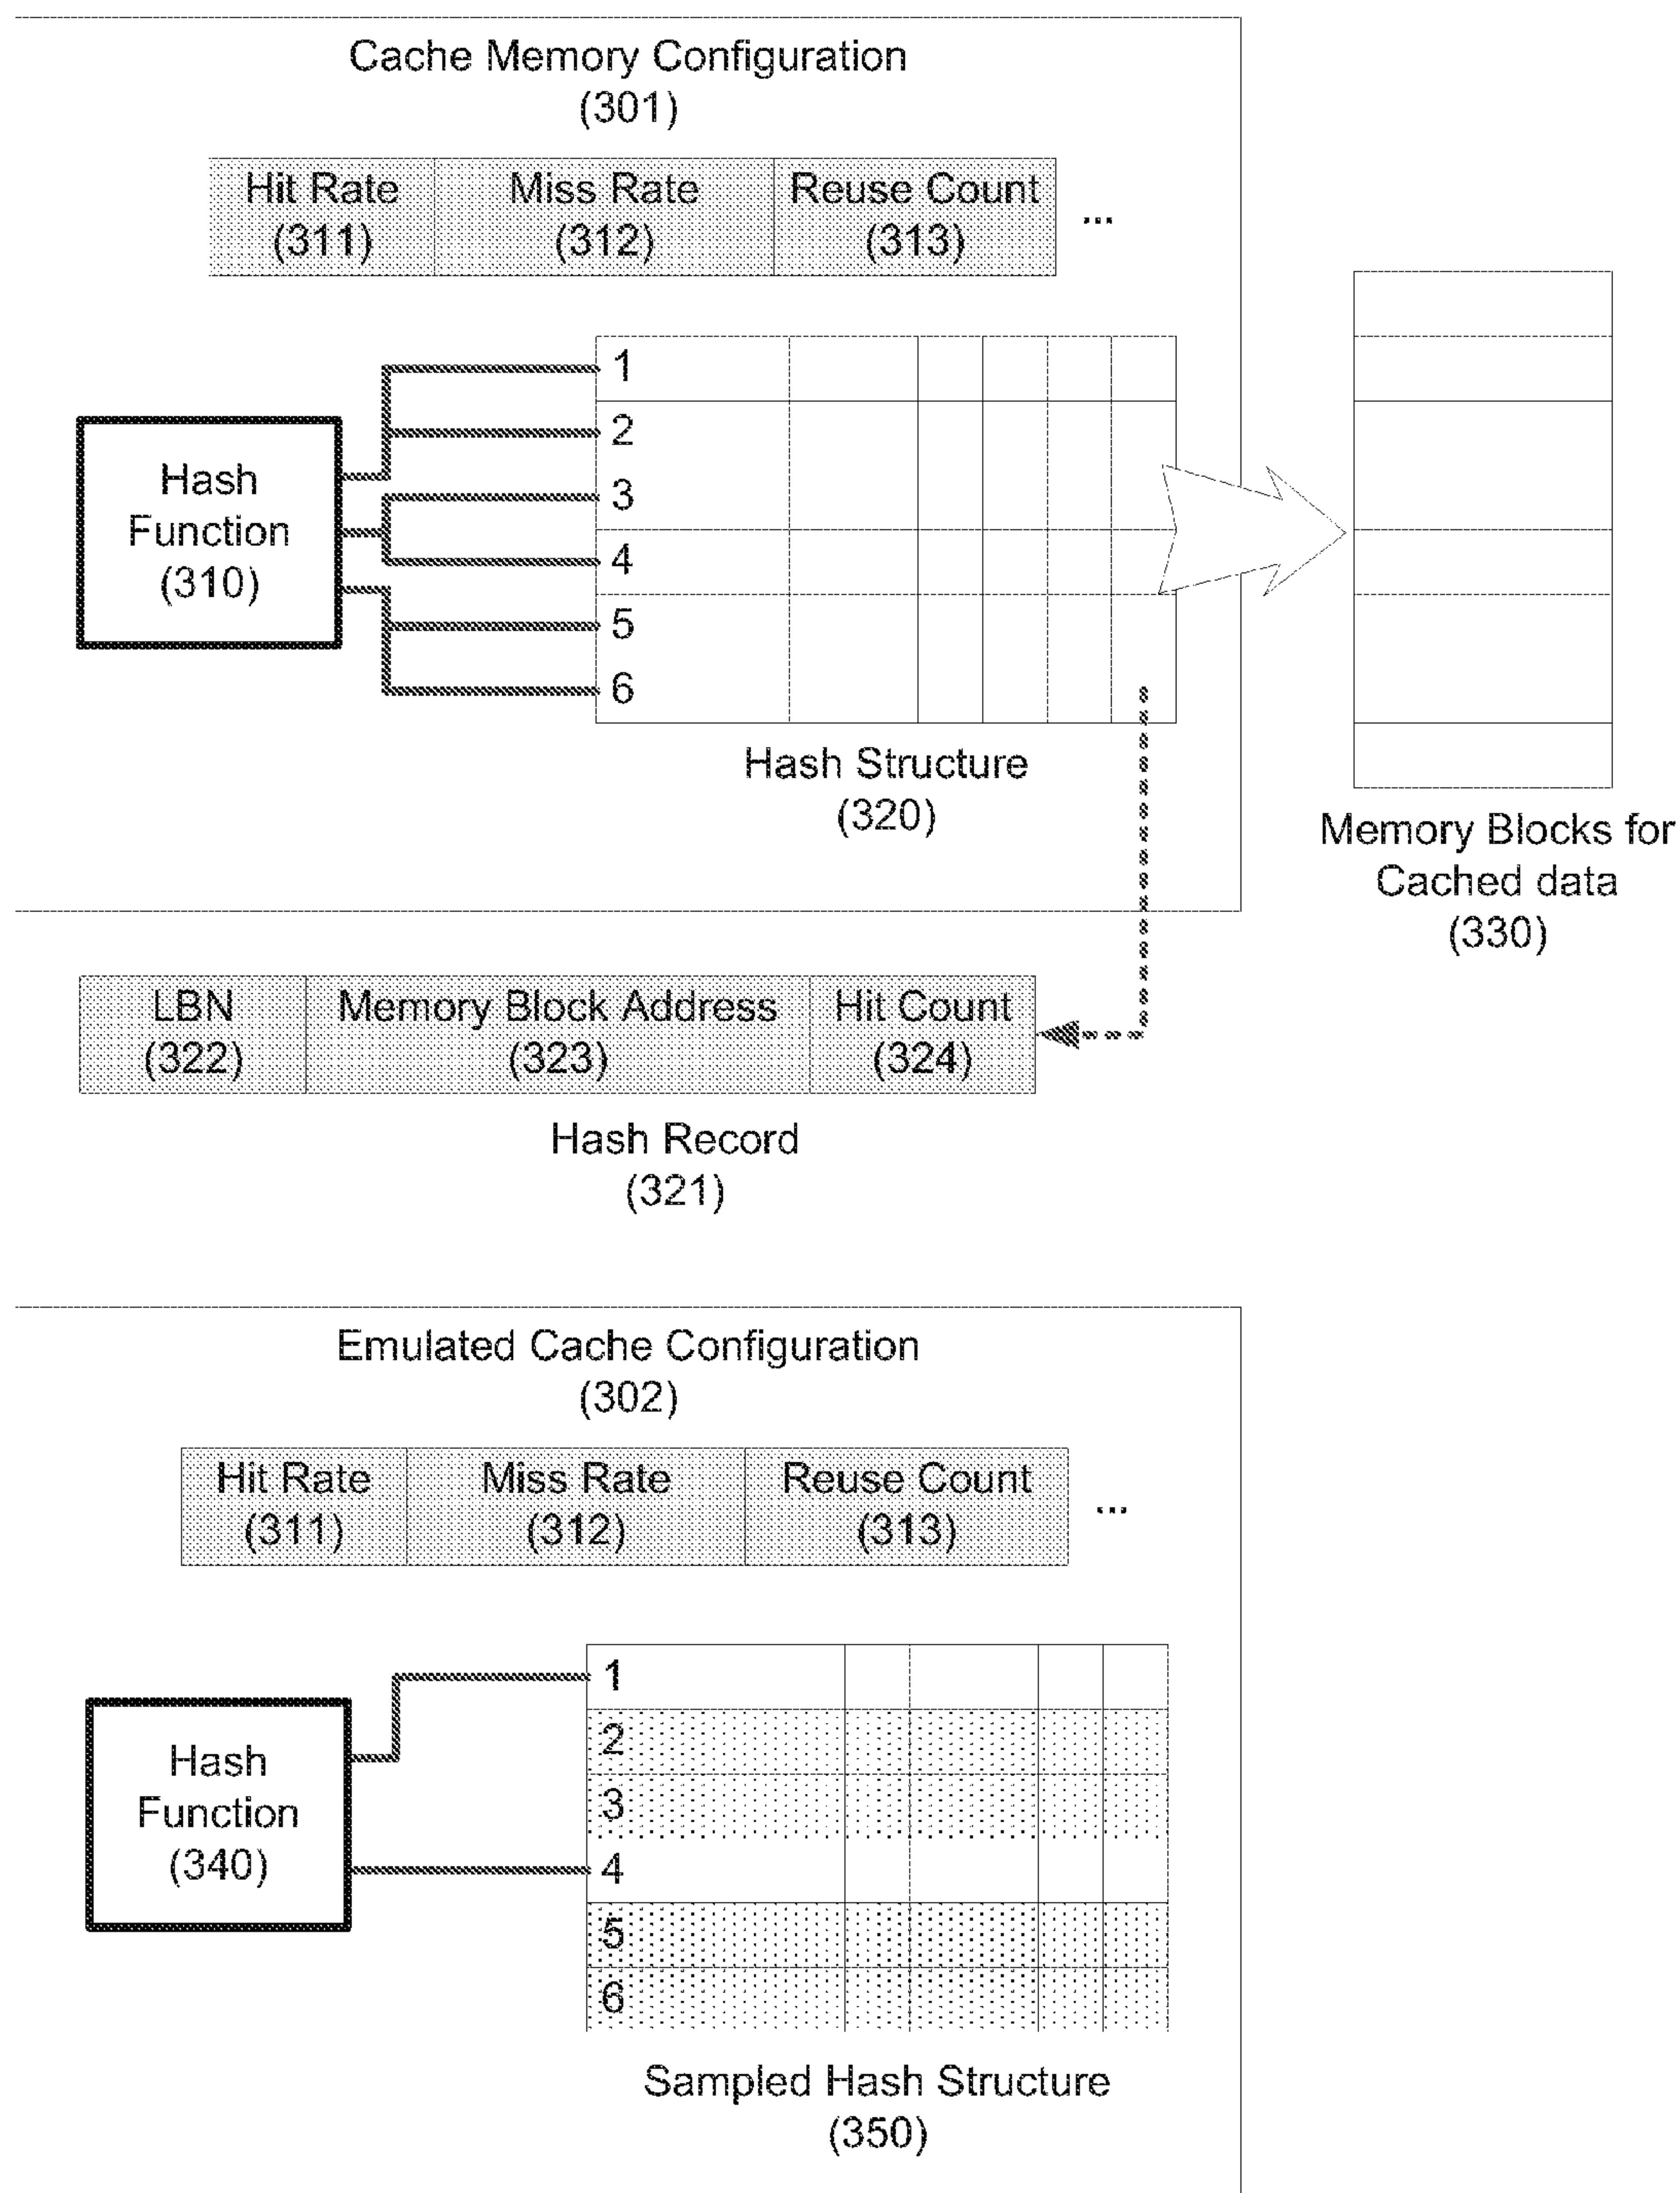 Cache Memory Configuration
(301)
Hit Rate
(311)
Miss Rate
(312)
Reuse Count
(313)
...
Hash
Function
(310)
1
2
3
4
5
6
Hash Structure
(320)
Memory Blocks for
Cached data
(330)
LBN
(322)
Memory Block Address
(323)
Hit Count
(324)
Hash Record
(321)
Emulated Cache Configuration
(302)
Hit Rate
(311)
Miss Rate
(312)
Reuse Count
(313)
...
Hash
Function
(340)
1
2
3
4
5
6
Sampled Hash Structure
(350)